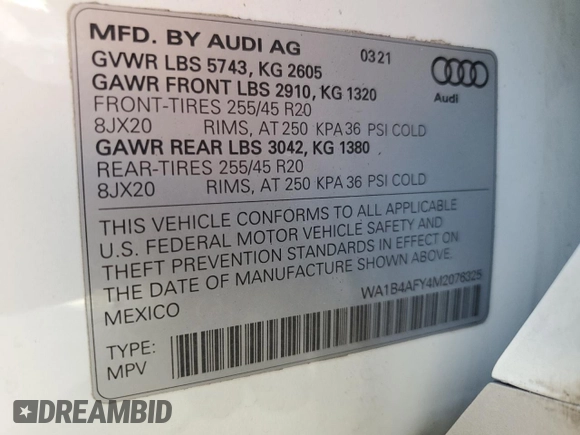 MFD. BY AUDI AG 03 21
GVWR LBS 5743, KG 2605
GAWR FRONT LBS 2910, KG 1320
Audi
FRONT-TIRES 255/45 R20
8JX20 RIMS, AT 250 KPA 36 PSI COLD
GAWR REAR LBS 3042, KG 1380
REAR-TIRES 255/45 R20
8JX20 RIMS, AT 250 KPA 36 PSI COLD
THIS VEHICLE CONFORMS TO ALL APPLICABLE
U.S. FEDERAL MOTOR VEHICLE SAFETY AND
THEFT PREVENTION STANDARDS IN EFFECT ON
THE DATE OF MANUFACTURE SHOWN ABOVE.
MEXICO WA1B4AFY4M2076325
TYPE:
MPV
DREAMBID